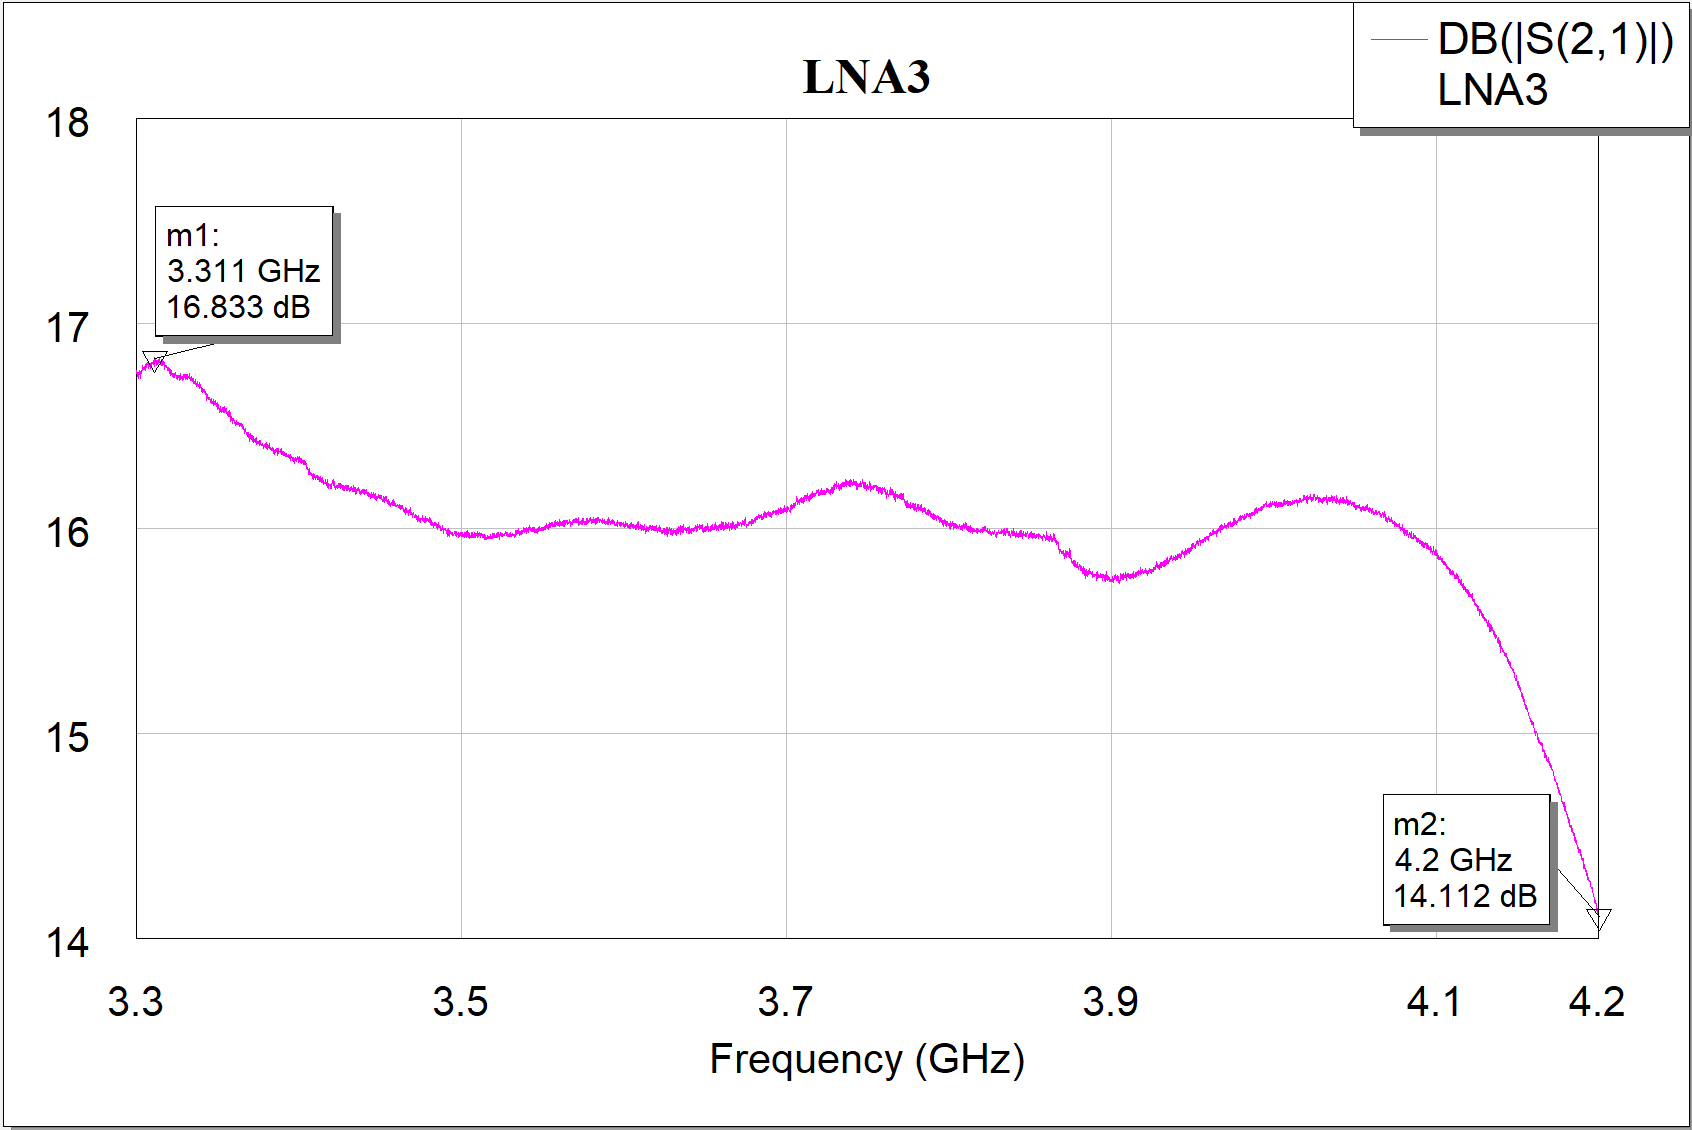 DB(|S(2,1)|)
LNA3
LNA3
18
17
16
15
14
m1:
3.311 GHz
16.833 dB
m2:
4.2 GHz
14.112 dB
3.3 3.5 3.7 3.9 4.1 4.2
Frequency (GHz)